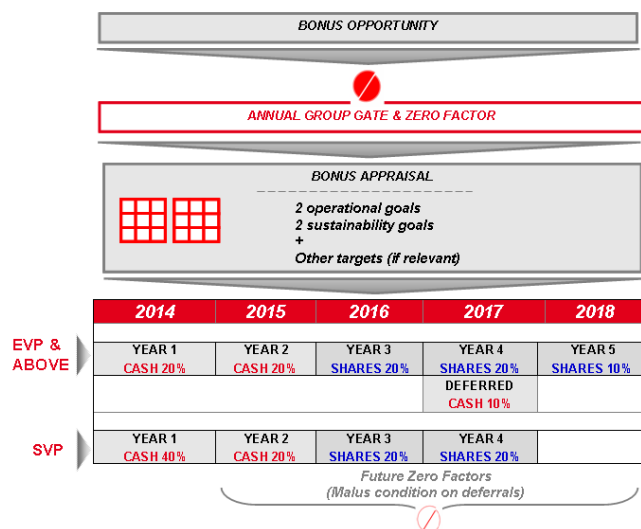 BONUS OPPORTUNITY
ANNUAL GROUP GATE & ZERO FACTOR
BONUS APPRAISAL
2 operational goals
2 sustainability goals
+
Other targets (if relevant)
2014 2015 2016 2017 2018
EVP & ABOVE
YEAR 1 YEAR 2 YEAR 3 YEAR 4 YEAR 5
CASH 20% CASH 20% SHARES 20% SHARES 20% SHARES 10%
DEFERRED
CASH 10%
SVP
YEAR 1 YEAR 2 YEAR 3 YEAR 4
CASH 40% CASH 20% SHARES 20% SHARES 20%
Future Zero Factors
(Malus condition on deferrals)